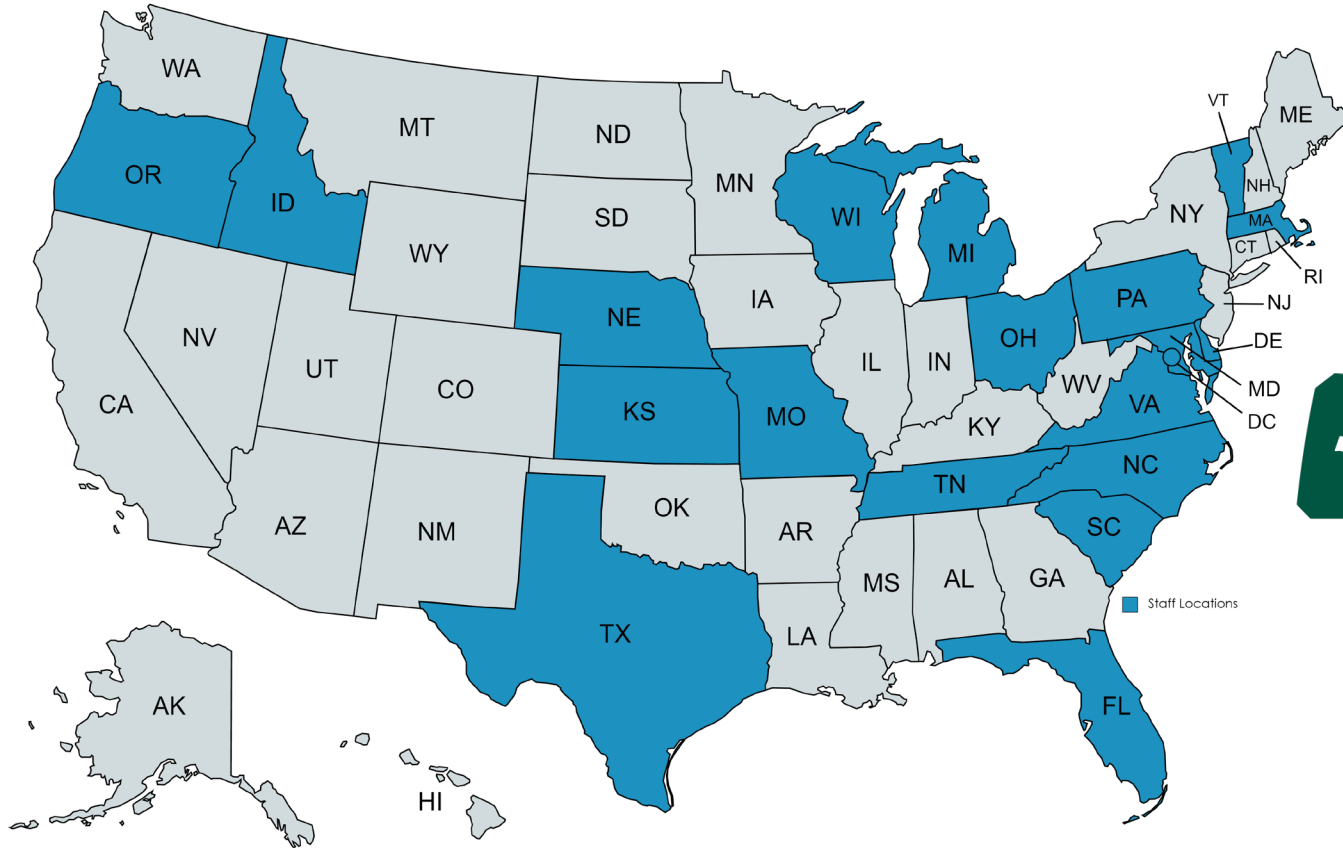 WA
MT
ND
MN
VT
ME
OR
ID
SD
WI
MI
NY
NH
MA
CT
RI
WY
NE
IA
PA
NJ
NV
UT
CO
KS
MO
IL
IN
OH
WV
VA
DE
MD
DC
CA
KY
AZ
NM
OK
AR
TN
NC
SC
MS
AL
GA
Staff Locations
TX
LA
FL
AK
HI